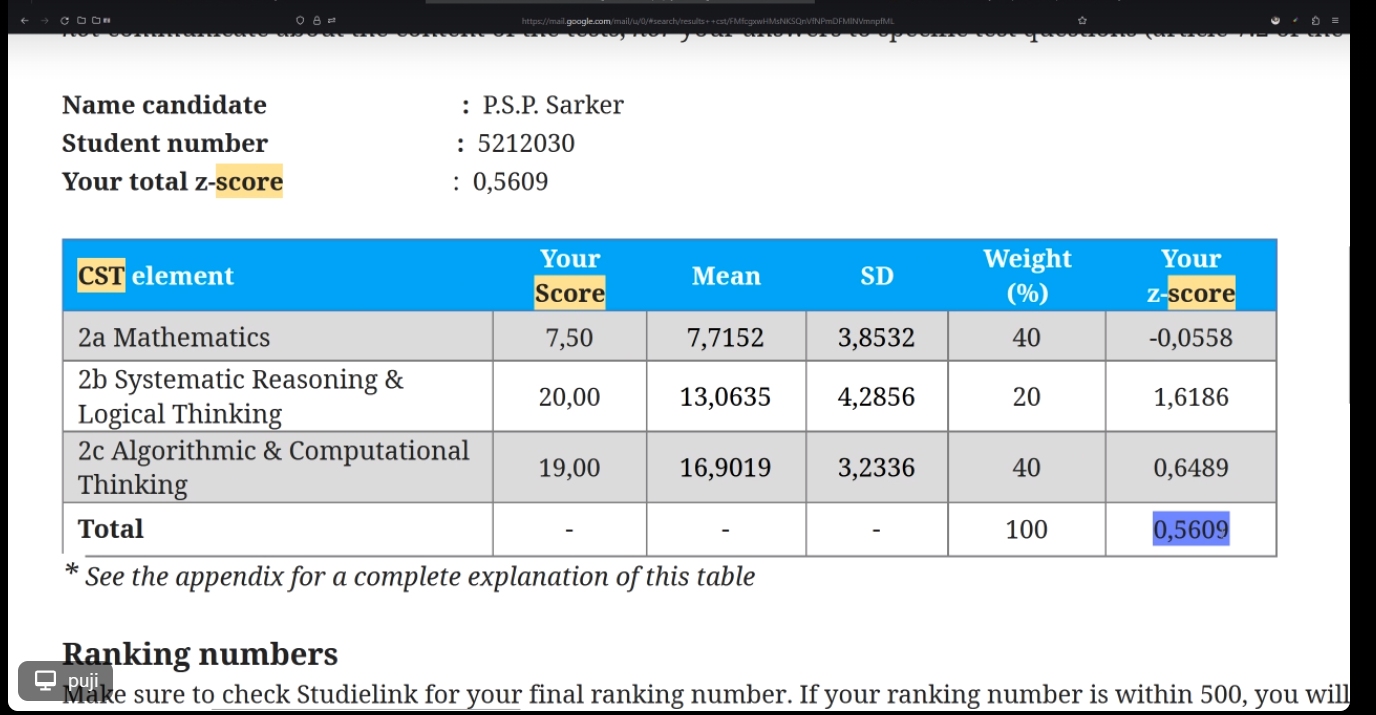 https://mail.google.com/mail/u/0/#search/results
Name candidate : P.S.P. Sarker
Student number : 5212030
Your total z-score : 0,5609
CST element Your Score Mean SD Weight (%) Your z-score
2a Mathematics 7,50 7,7152 3,8532 40 -0,0558
2b Systematic Reasoning & Logical Thinking 20,00 13,0635 4,2856 20 1,6186
2c Algorithmic & Computational Thinking 19,00 16,9019 3,2336 40 0,6489
Total - - - 100 0,5609
* See the appendix for a complete explanation of this table
Ranking numbers
puji
Make sure to check Studielink for your final ranking number. If your ranking number is within 500, you will